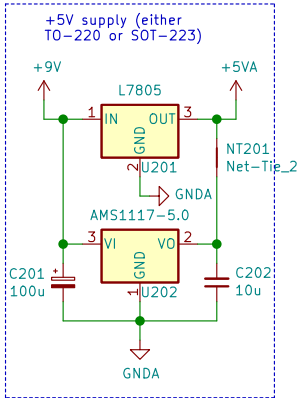 +5V supply (either
TO-220 or SOT-223)
+9V
+5VA
L7805
1 IN OUT 3
GND
2
U201
NT201
Net-Tie_2
GNDA
AMS1117-5.0
3 VI VO 2
GND
1
U202
C201
100u
+
C202
10u
GNDA